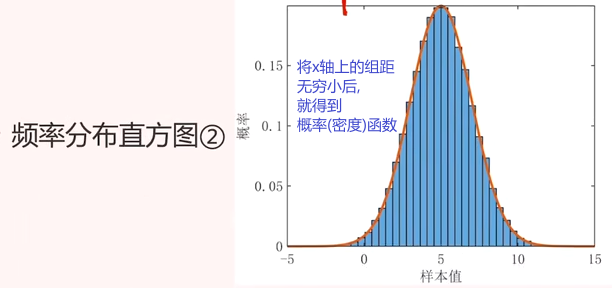 频率分布直方图②
将x轴上的组距
无穷小后,
就得到
概率(密度)函数
概率
0.15
0.1
0.05
0
-5
0
5
10
15
样本值